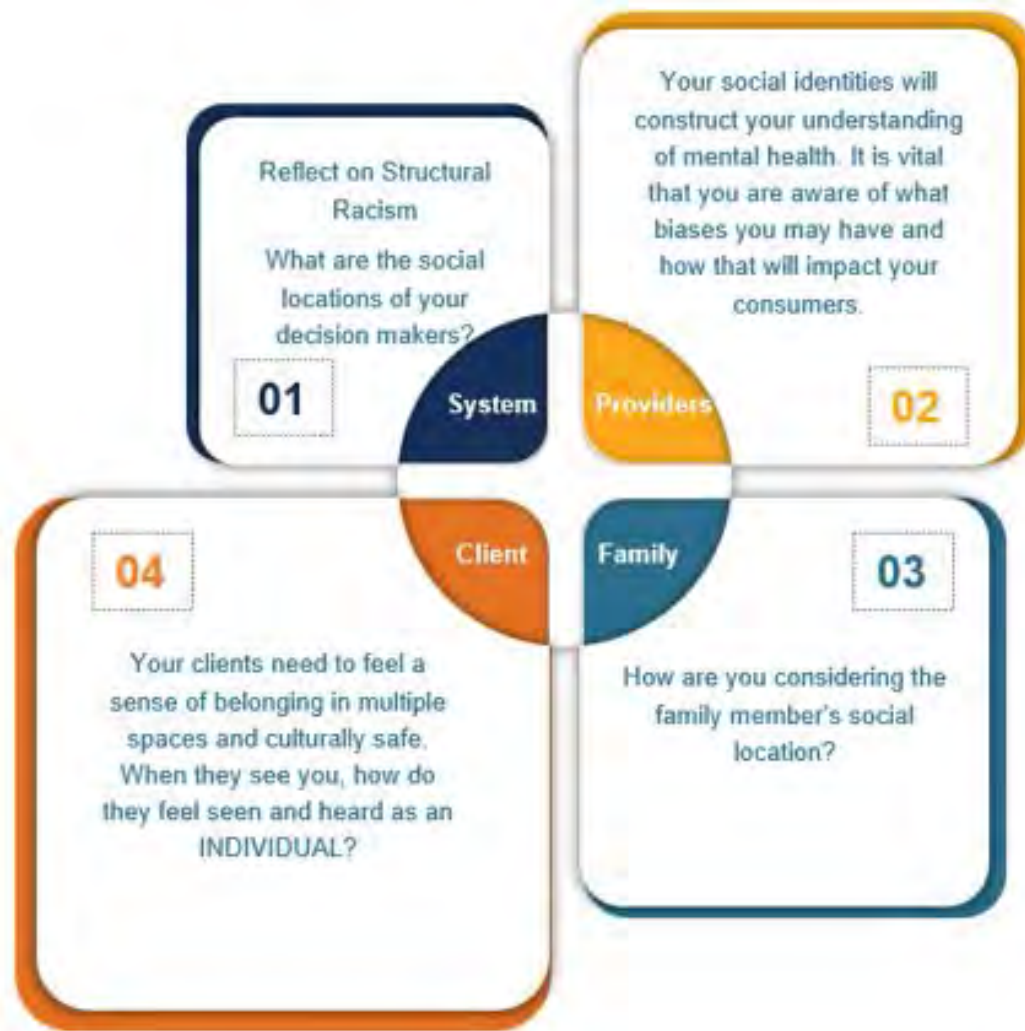 Reflect on Structural
Racism
What are the social
locations of your
decision makers?
01
System
Your social identities will
construct your understanding
of mental health. It is vital
that you are aware of what
biases you may have and
how that will impact your
consumers.
Providers
02
04
Client
Your clients need to feel a
sense of belonging in multiple
spaces and culturally safe.
When they see you, how do
they feel seen and heard as an
INDIVIDUAL?
Family
03
How are you considering the
family member's social
location?